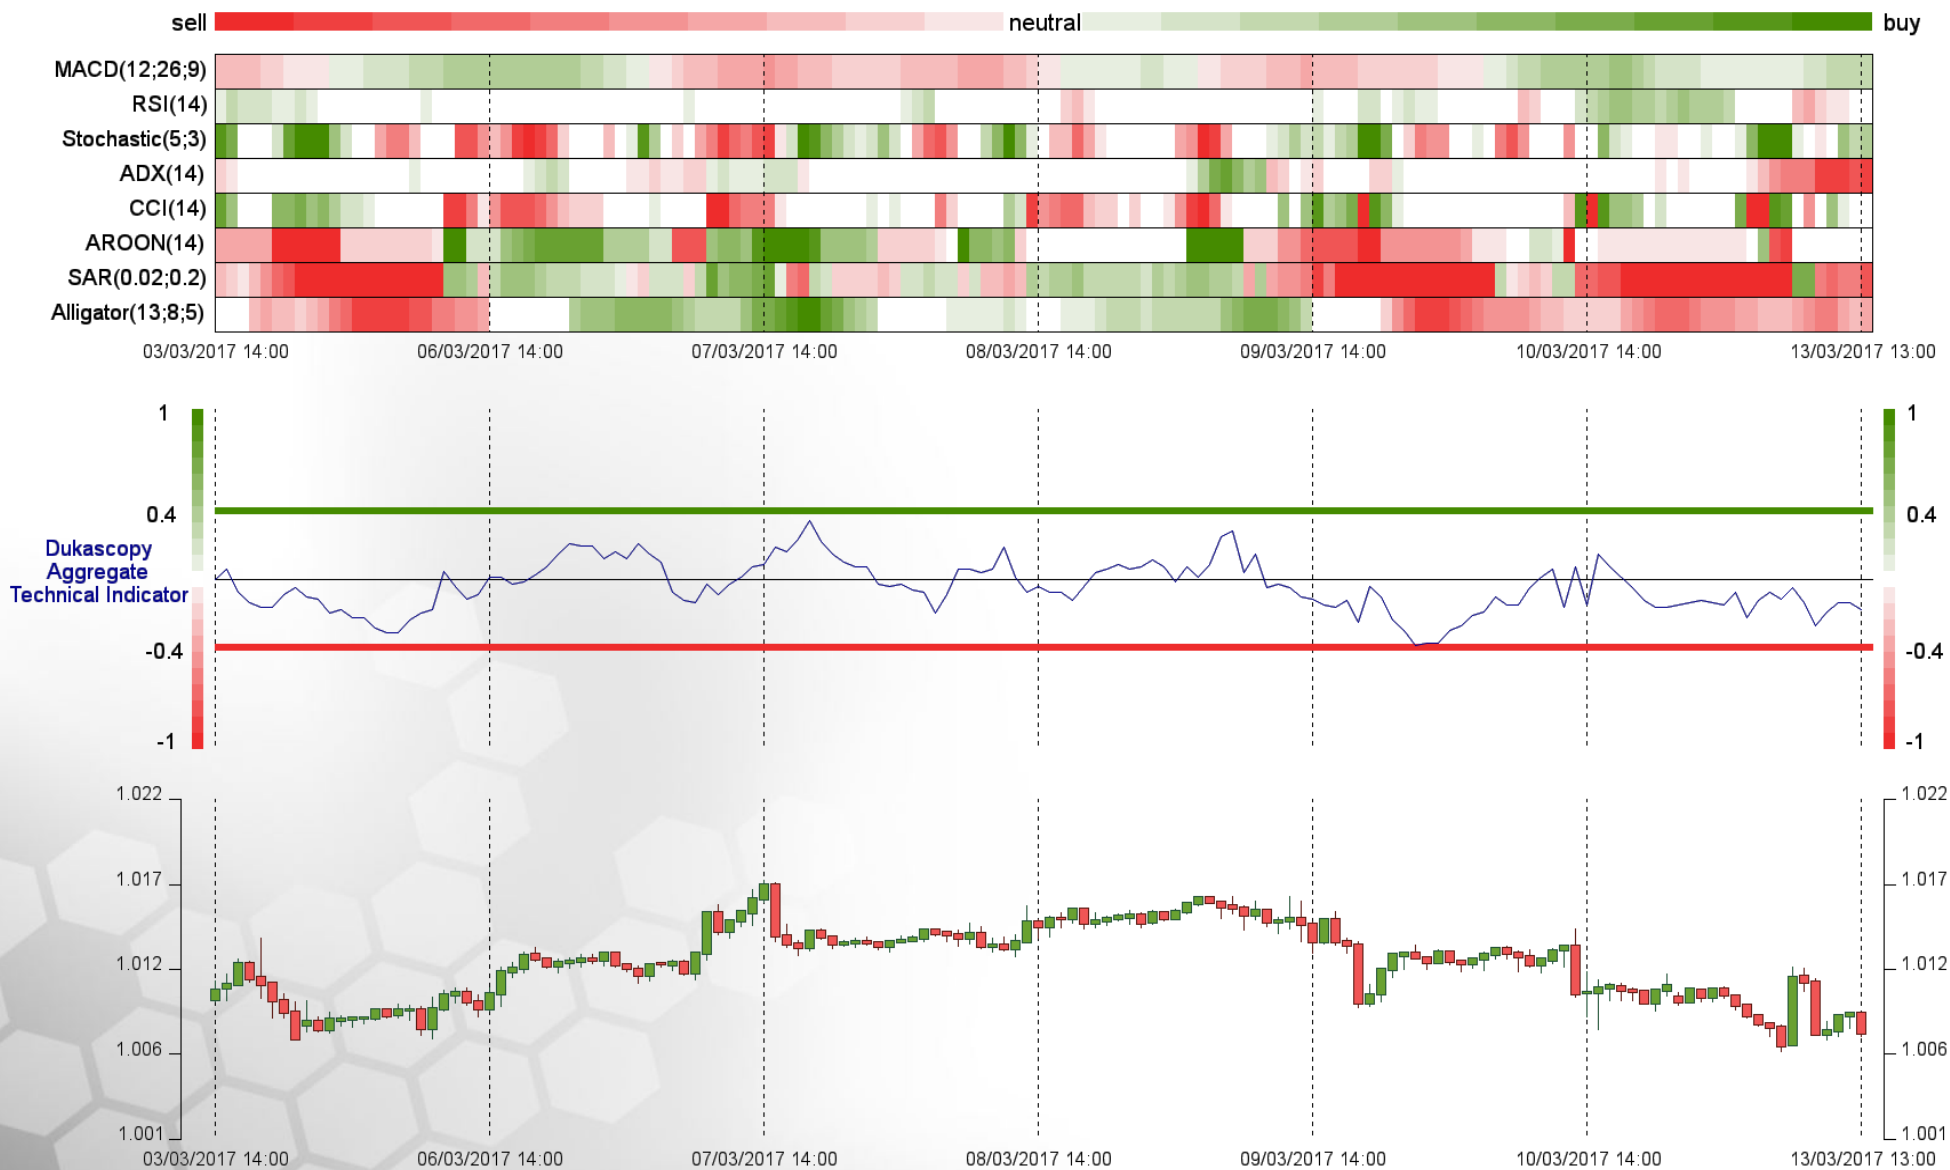 sell neutral buy
MACD(12;26;9)
RSI(14)
Stochastic(5;3)
ADX(14)
CCI(14)
AROON(14)
SAR(0.02;0.2)
Alligator(13;8;5)
03/03/2017 14:00 06/03/2017 14:00 07/03/2017 14:00 08/03/2017 14:00 09/03/2017 14:00 10/03/2017 14:00 13/03/2017 13:00
1 1
0.4 0.4
Dukascopy
Aggregate
Technical Indicator
-0.4 -0.4
-1 -1
1.022 1.022
1.017 1.017
1.012 1.012
1.006 1.006
1.001 1.001
03/03/2017 14:00 06/03/2017 14:00 07/03/2017 14:00 08/03/2017 14:00 09/03/2017 14:00 10/03/2017 14:00 13/03/2017 13:00